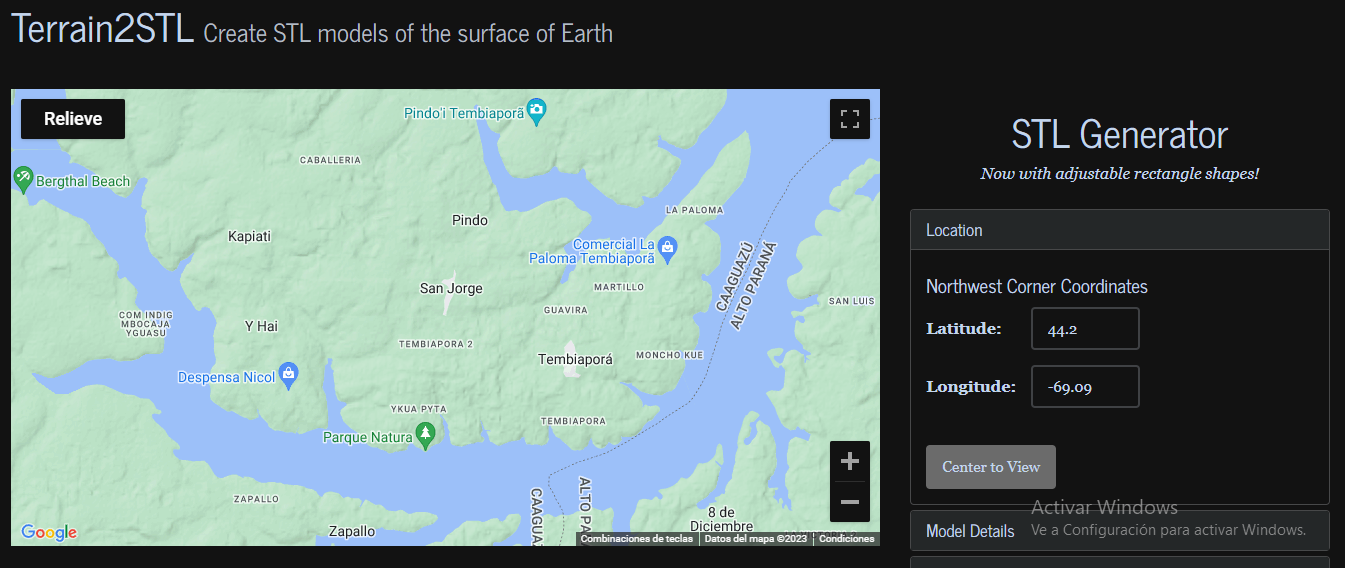 Terrain2STL Create STL models of the surface of Earth
Relieve
Pindo'i Tembiaporã
CABALLERIA
Bergthal Beach
LA PALOMA
Pindo
Kapiati
Comercial La
Paloma Tembiaporã
CAAGUAZÚ
ALTO PARANÁ
San Jorge
MARTILLO
SAN LUIS
GUAVIRA
COM INDIG
MBOCAJA
YGUASU
Y Hai
TEMBIAPORA 2
Tembiaporá
MONCHO KUE
Despensa Nicol
YKUA PYTA
TEMBIAPORA
Parque Natura
ZAPALLO
CAAGUAZ
ALTO PA
8 de
Diciembre
Zapallo
Google
Combinaciones de teclas
Datos del mapa ©2023
Condiciones
STL Generator
Now with adjustable rectangle shapes!
Location
Northwest Corner Coordinates
Latitude: 44.2
Longitude: -69.09
Center to View
Model Details
Activar Windows
Ve a Configuración para activar Windows.